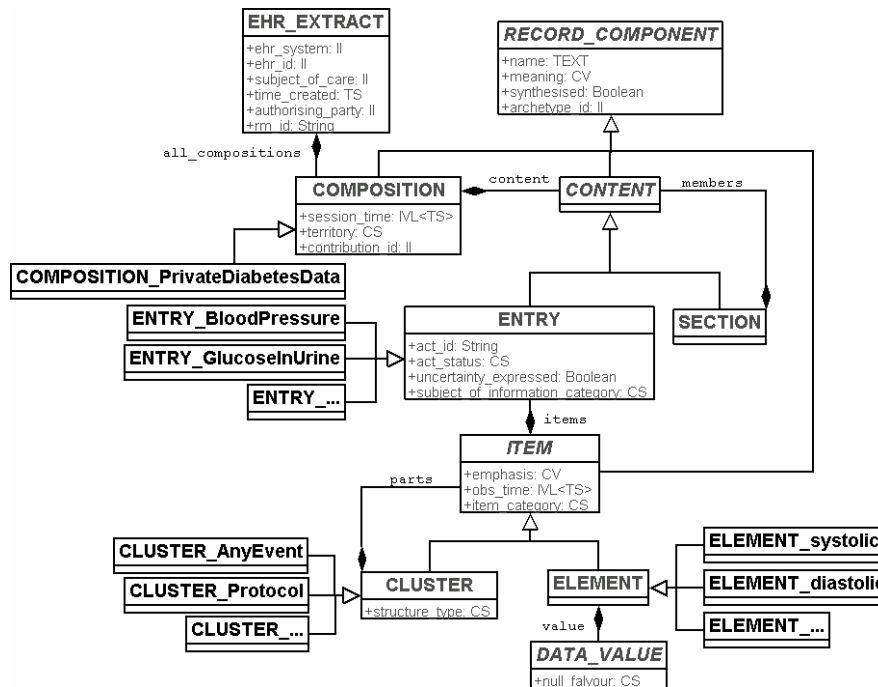 EHR_EXTRACT
+ehr_system: II
+ehr_id: II
+subject_of_care: II
+time_created: TS
+authorising_party: II
+rm_id: String
RECORD_COMPONENT
+name: TEXT
+meaning: CV
+synthesised: Boolean
+archetype_id: II
all_compositions
COMPOSITION
+session_time: IVL<TS>
+territory: CS
+contribution_id: II
content
CONTENT
members
COMPOSITION_PrivateDiabetesData
ENTRY_BloodPressure
ENTRY_GlucoseInUrine
ENTRY_...
ENTRY
+act_id: String
+act_status: CS
+uncertainty_expressed: Boolean
+subject_of_information_category: CS
SECTION
items
ITEM
+emphasis: CV
+obs_time: IVL<TS>
+item_category: CS
parts
CLUSTER_AnyEvent
CLUSTER_Protocol
CLUSTER_...
CLUSTER
+structure_type: CS
ELEMENT
ELEMENT_systolic
ELEMENT_diastolic
ELEMENT_...
value
DATA_VALUE
+null_falvour: CS